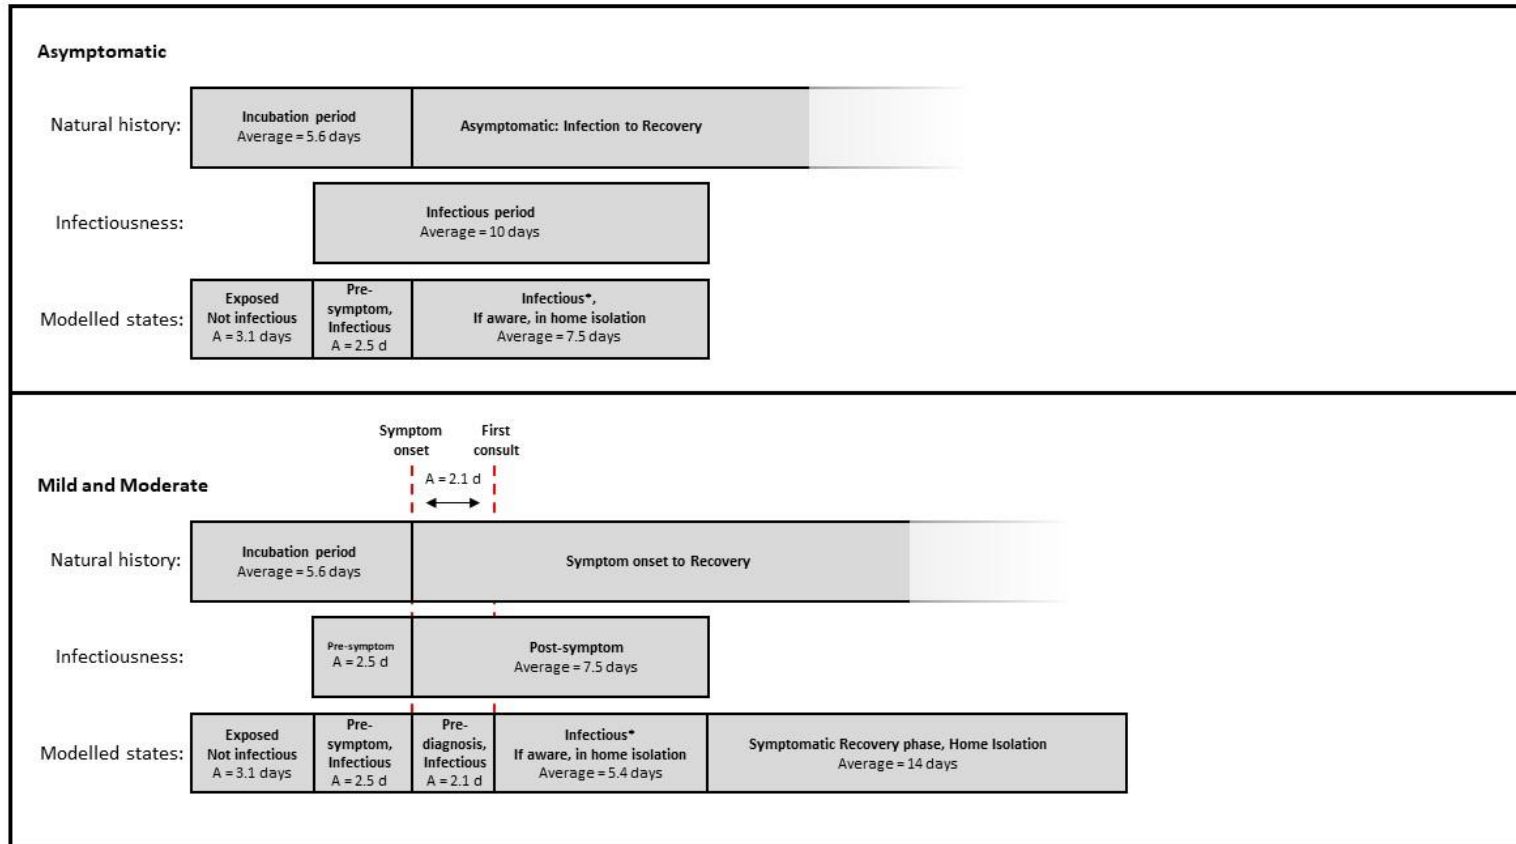 Asymptomatic
Natural history:
Incubation period
Average = 5.6 days
Asymptomatic: Infection to Recovery
Infectiousness:
Infectious period
Average = 10 days
Modelled states:
Exposed
Not infectious
A = 3.1 days
Pre-
symptom,
Infectious
A = 2.5 d
Infectious*,
If aware, in home isolation
Average = 7.5 days
Symptom
onset
First
consult
A = 2.1 d
Mild and Moderate
Natural history:
Incubation period
Average = 5.6 days
Symptom onset to Recovery
Infectiousness:
Pre-symptom
A = 2.5 d
Post-symptom
Average = 7.5 days
Modelled states:
Exposed
Not infectious
A = 3.1 days
Pre-
symptom,
Infectious
A = 2.5 d
Pre-
diagnosis,
Infectious
A = 2.1 d
Infectious*
If aware, in home isolation
Average = 5.4 days
Symptomatic Recovery phase, Home Isolation
Average = 14 days